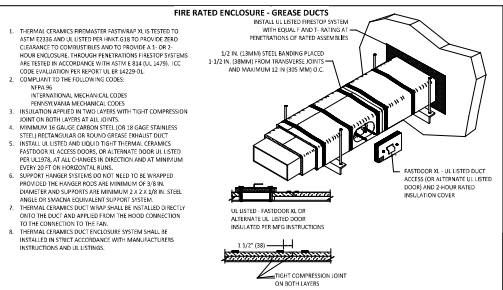 FIRE RATED ENCLOSURE - GREASE DUCTS
1. THERMAL CERAMICS FIREMASTER FASTWRAP XL IS TESTED TO
ASTM E2336 AND UL LISTED PER HNKT.G18 TO PROVIDE ZERO
CLEARANCE TO COMBUSTIBLES AND TO PROVIDE A 1- OR 2-
HOUR ENCLOSURE. THROUGH PENETRATIONS FIRESTOP SYSTEMS
ARE TESTED IN ACCORDANCE WITH ASTM E 814 (UL 1479). ICC
CODE EVALUATION PER REPORT UL ER 14229-01.
2. COMPLIANT TO THE FOLLOWING CODES:
NFPA 96
INTERNATIONAL MECHANICAL CODES
PENNSYLVANIA MECHANICAL CODES
3. INSULATION APPLIED IN TWO LAYERS WITH TIGHT COMPRESSION
JOINT ON BOTH LAYERS AT ALL JOINTS.
4. MINIMUM 16 GAUGE CARBON STEEL (OR 18 GAGE STAINLESS
STEEL) RECTANGULAR OR ROUND GREASE EXHAUST DUCT
5. INSTALL UL LISTED AND LIQUID TIGHT THERMAL CERAMICS
FASTDOOR XL ACCESS DOORS, OR ALTERNATE DOOR UL LISTED
PER UL1978, AT ALL CHANGES IN DIRECTION AND AT MINIMUM
EVERY 20 FT ON HORIZONTAL RUNS.
6. SUPPORT HANGER SYSTEMS DO NOT NEED TO BE WRAPPED
PROVIDED THE HANGER RODS ARE MINIMUM OF 3/8 IN.
DIAMETER AND SUPPORTS ARE MINIMUM 2 X 2 X 1/8 IN. STEEL
ANGLE OR SMACNA EQUIVALENT SUPPORT SYSTEM.
7. THERMAL CERAMICS DUCT WRAP SHALL BE INSTALLED DIRECTLY
ONTO THE DUCT AND APPLIED FROM THE HOOD CONNECTION
TO THE CONNECTION TO THE FAN.
8. THERMAL CERAMICS DUCT ENCLOSURE SYSTEM SHALL BE
INSTALLED IN STRICT ACCORDANCE WITH MANUFACTURERS
INSTRUCTIONS AND UL LISTINGS.
INSTALL UL LISTED FIRESTOP SYSTEM
WITH EQUAL F AND T- RATING AT
PENETRATIONS OF RATED ASSEMBLIES
1/2 IN. (13MM) STEEL BANDING PLACED
1-1/2 IN. (38MM) FROM TRANSVERSE JOINTS
AND MAXIMUM 12 IN (305 MM) O.C.
FASTDOOR XL - UL LISTED DUCT
ACCESS (OR ALTERNATE UL LISTED
DOOR) AND 2-HOUR RATED
INSULATION COVER
UL LISTED - FASTDOOR XL OR
ALTERNATE UL LISTED DOOR
INSULATED PER MFG INSTRUCTIONS
1 1/2" (38)
TIGHT COMPRESSION JOINT
ON BOTH LAYERS